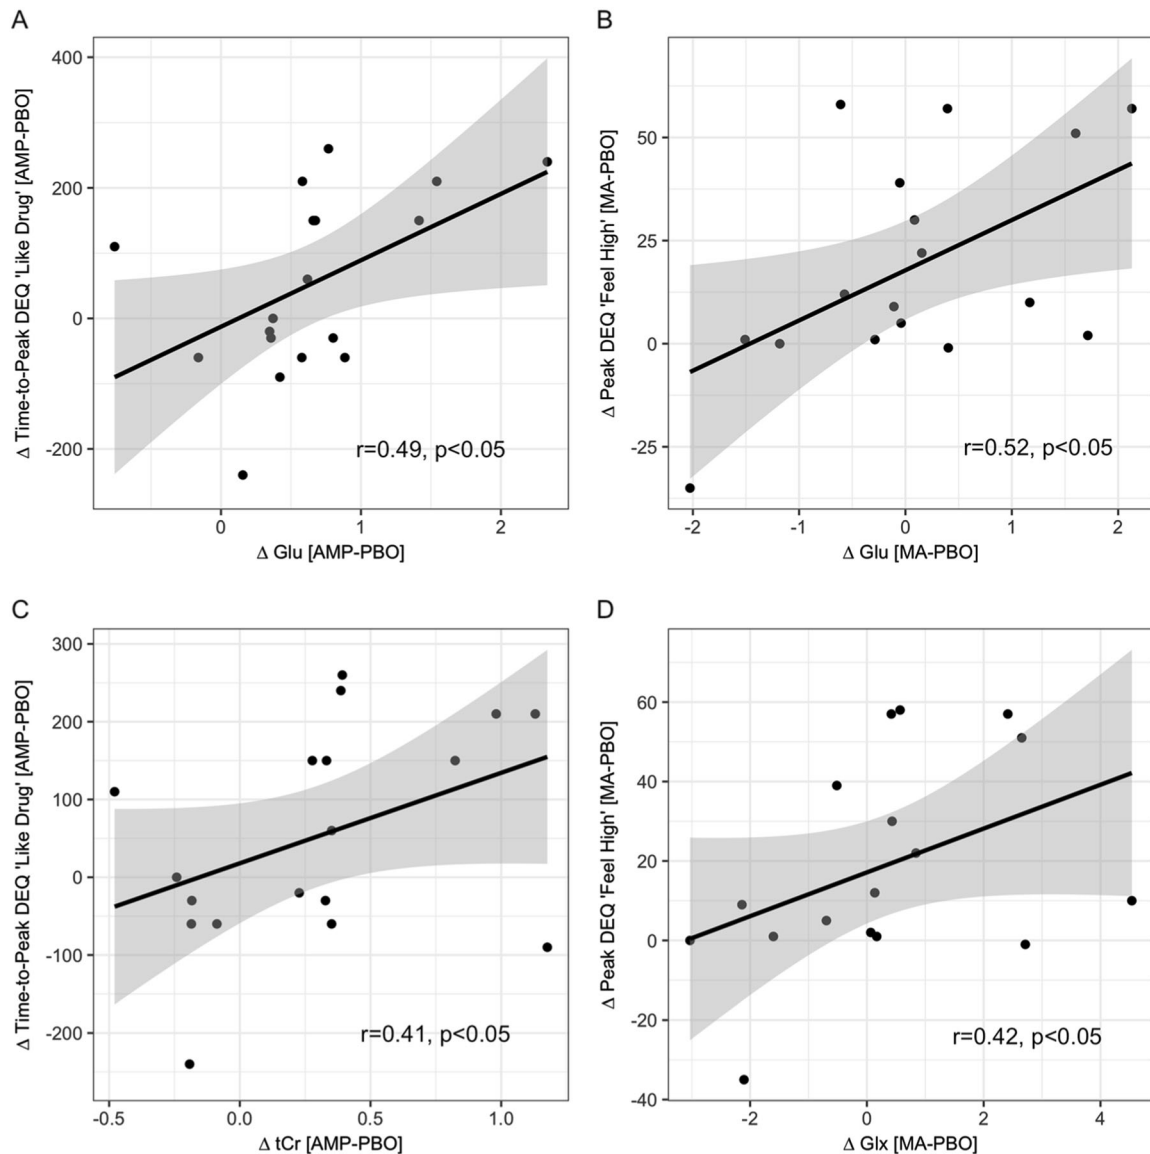 A
Δ Time-to-Peak DEQ 'Like Drug' [AMP-PBO]
400
200
0
-200
r=0.49, p<0.05
0 1 2
Δ Glu [AMP-PBO]
B
Δ Peak DEQ 'Feel High' [MA-PBO]
50
25
0
-25
r=0.52, p<0.05
-2 -1 0 1 2
Δ Glu [MA-PBO]
C
Δ Time-to-Peak DEQ 'Like Drug' [AMP-PBO]
300
200
100
0
-100
-200
r=0.41, p<0.05
-0.5 0.0 0.5 1.0
Δ tCr [AMP-PBO]
D
Δ Peak DEQ 'Feel High' [MA-PBO]
60
40
20
0
-20
-40
r=0.42, p<0.05
-2 0 2 4
Δ Glx [MA-PBO]